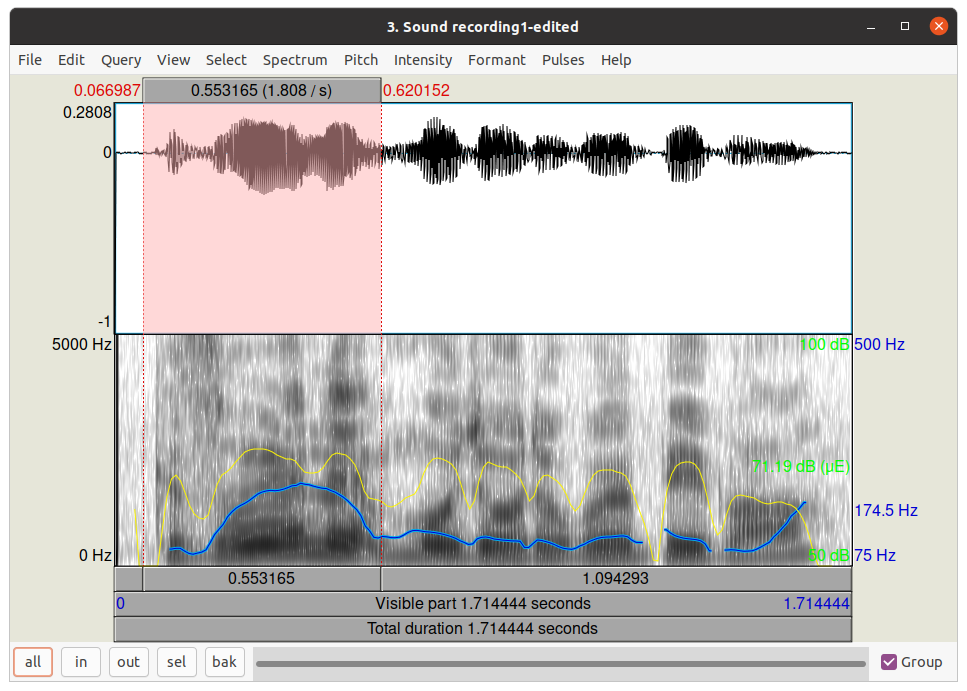 3. Sound recording1-edited
File Edit Query View Select Spectrum Pitch Intensity Formant Pulses Help
0.066987 0.553165 (1.808 / s) 0.620152
0.2808
0
-1
5000 Hz 100 dB 500 Hz
71.19 dB (µE)
174.5 Hz
0 Hz 50 dB 75 Hz
0.553165 1.094293
0 Visible part 1.714444 seconds 1.714444
Total duration 1.714444 seconds
all in out sel bak Group